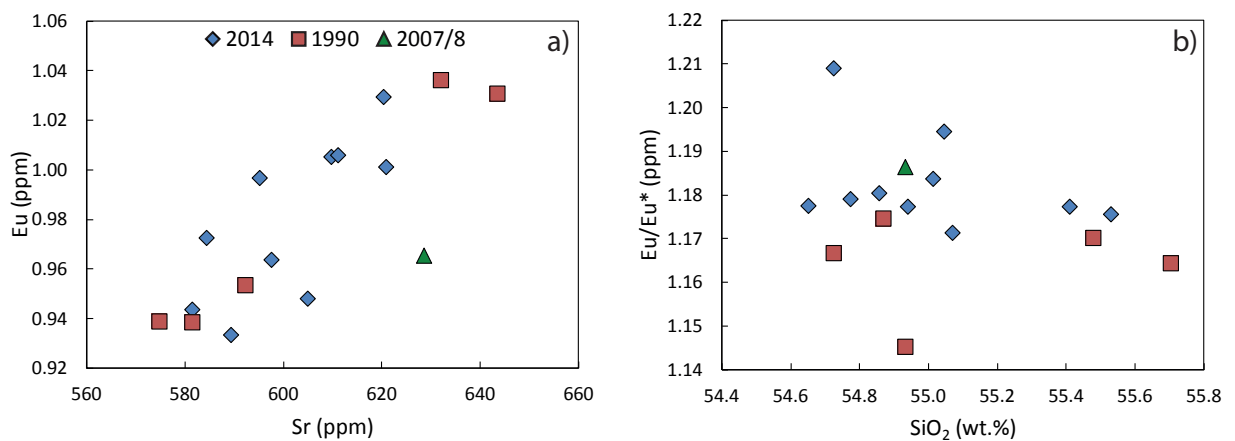 a)
2014 1990 2007/8
1.06
1.04
1.02
1.00
0.98
0.96
0.94
0.92
Eu (ppm)
560 580 600 620 640 660
Sr (ppm)
b)
1.22
1.21
1.20
1.19
1.18
1.17
1.16
1.15
1.14
Eu/Eu* (ppm)
54.4 54.6 54.8 55.0 55.2 55.4 55.6 55.8
SiO₂ (wt.%)